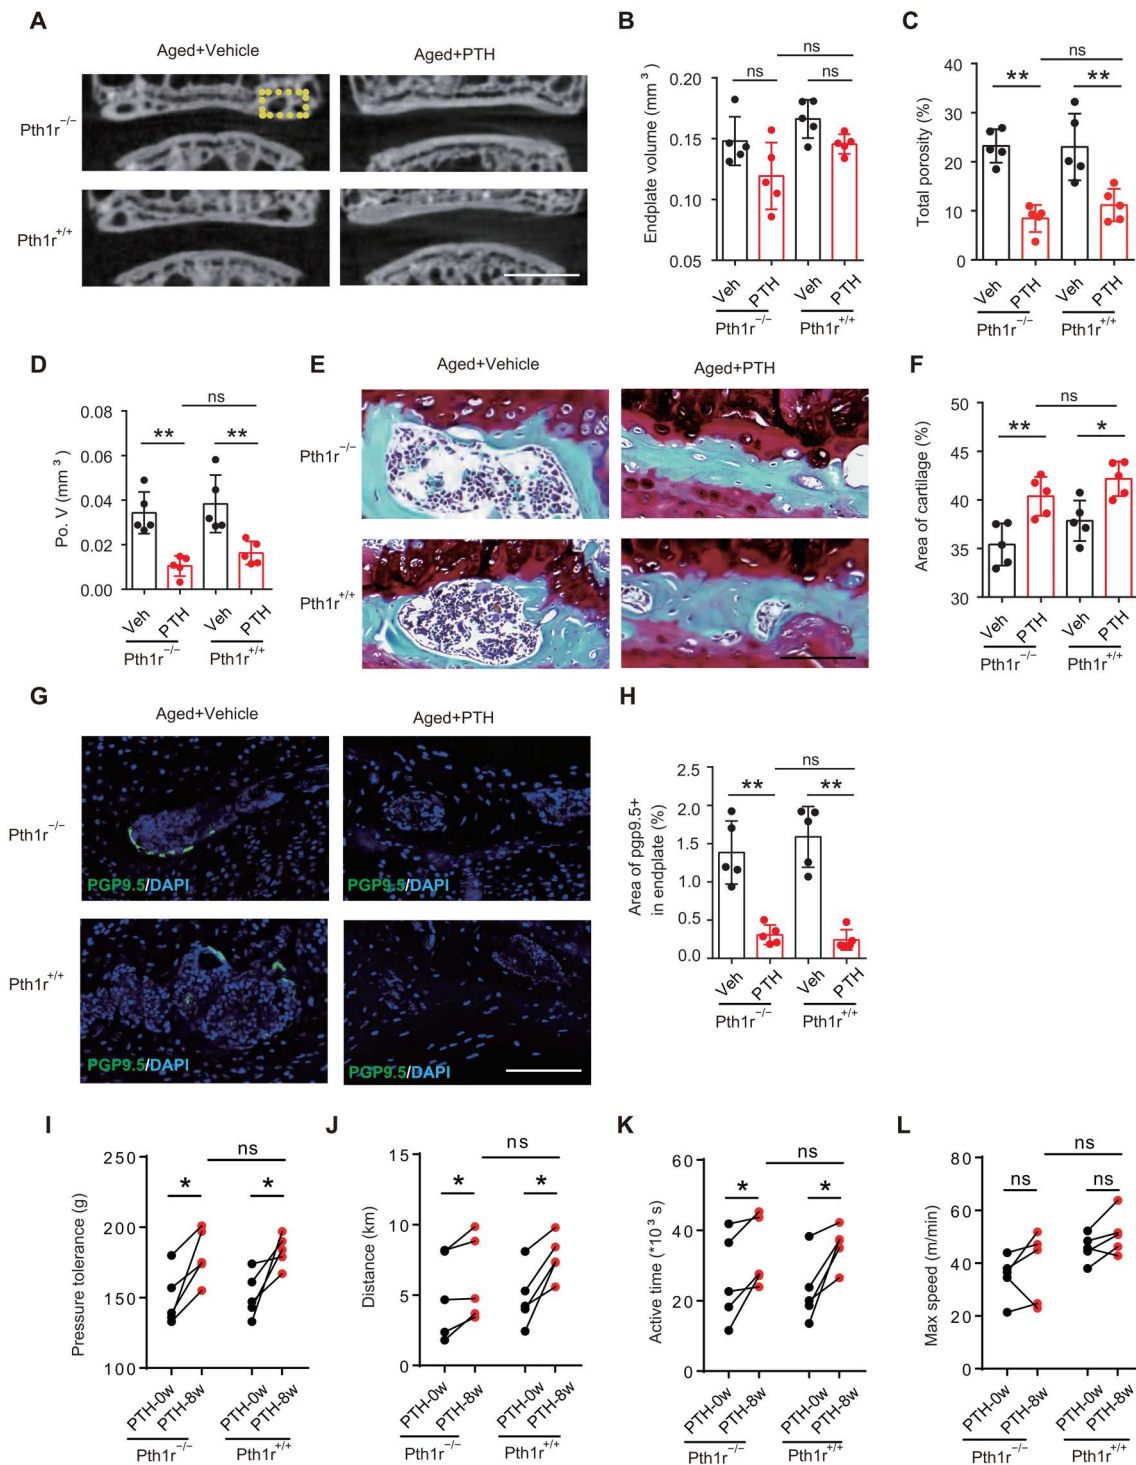 A
Aged+Vehicle
Aged+PTH
Pth1r−/−
Pth1r+/+
B
Endplate volume (mm³)
0.20
0.15
0.10
0.05
ns
ns
ns
Veh
PTH
Veh
PTH
Pth1r−/−
Pth1r+/+
C
Total porosity (%)
40
30
20
10
0
ns
**
**
Veh
PTH
Veh
PTH
Pth1r−/−
Pth1r+/+
D
Po. V (mm³)
0.08
0.06
0.04
0.02
0.00
ns
**
**
Veh
PTH
Veh
PTH
Pth1r−/−
Pth1r+/+
E
Aged+Vehicle
Aged+PTH
Pth1r−/−
Pth1r+/+
F
Area of cartilage (%)
50
45
40
35
30
ns
**
*
Veh
PTH
Veh
PTH
Pth1r−/−
Pth1r+/+
G
Aged+Vehicle
Aged+PTH
Pth1r−/−
PGP9.5/DAPI
PGP9.5/DAPI
Pth1r+/+
PGP9.5/DAPI
PGP9.5/DAPI
H
Area of pgp9.5+
in endplate (%)
2.5
2.0
1.5
1.0
0.5
0.0
ns
**
**
Veh
PTH
Veh
PTH
Pth1r−/−
Pth1r+/+
I
Pressure tolerance (g)
250
200
150
100
ns
*
*
PTH-0w
PTH-8w
PTH-0w
PTH-8w
Pth1r−/−
Pth1r+/+
J
Distance (km)
15
10
5
0
ns
*
*
PTH-0w
PTH-8w
PTH-0w
PTH-8w
Pth1r−/−
Pth1r+/+
K
Active time (*10³ s)
60
40
20
0
ns
*
*
PTH-0w
PTH-8w
PTH-0w
PTH-8w
Pth1r−/−
Pth1r+/+
L
Max speed (m/min)
80
60
40
20
0
ns
ns
ns
PTH-0w
PTH-8w
PTH-0w
PTH-8w
Pth1r−/−
Pth1r+/+